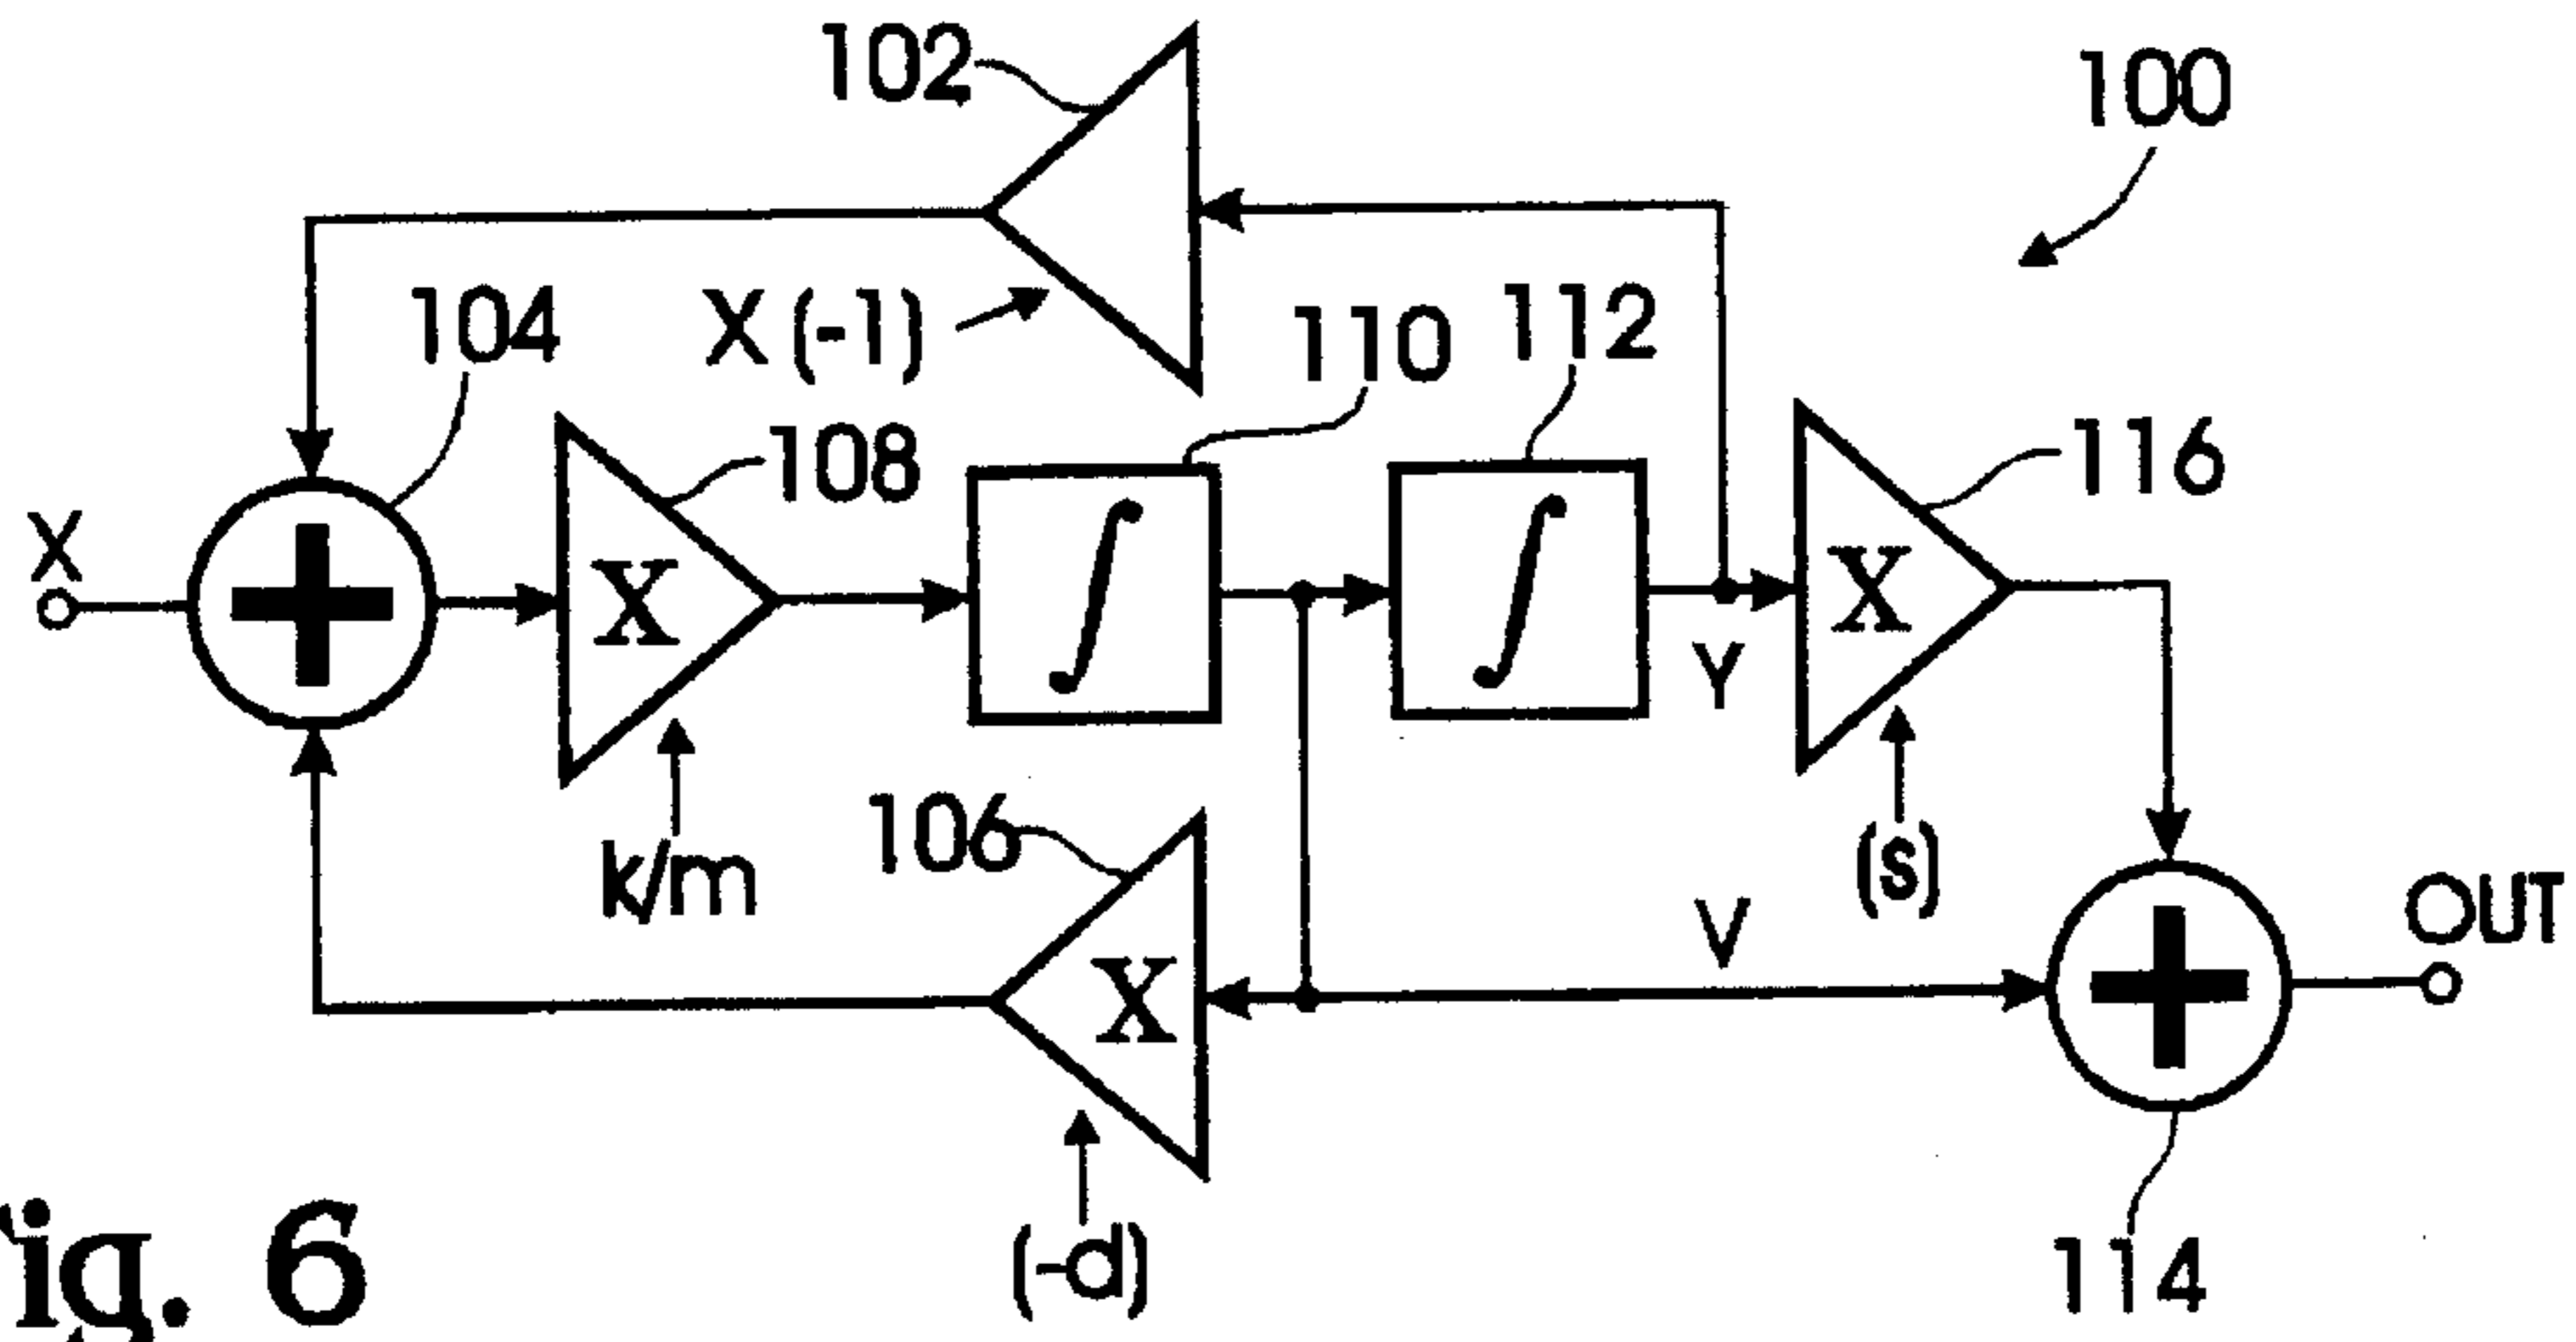 102
100
X (-1)
104
110
112
108
116
X
X
∫
∫
X
Y
k/m
106
(s)
V
OUT
X
(-d)
114
ig. 6